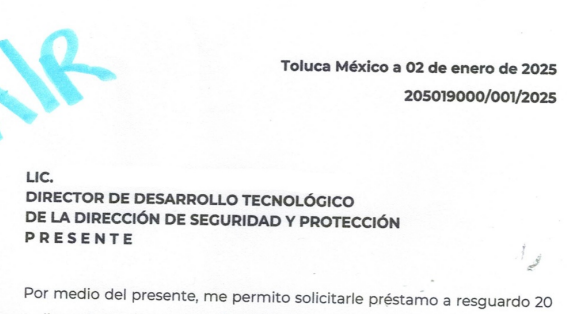 A/R
Toluca México a 02 de enero de 2025
205019000/001/2025
LIC.
DIRECTOR DE DESARROLLO TECNOLÓGICO
DE LA DIRECCIÓN DE SEGURIDAD Y PROTECCIÓN
P R E S E N T E
Por medio del presente, me permito solicitarle préstamo a resguardo 20